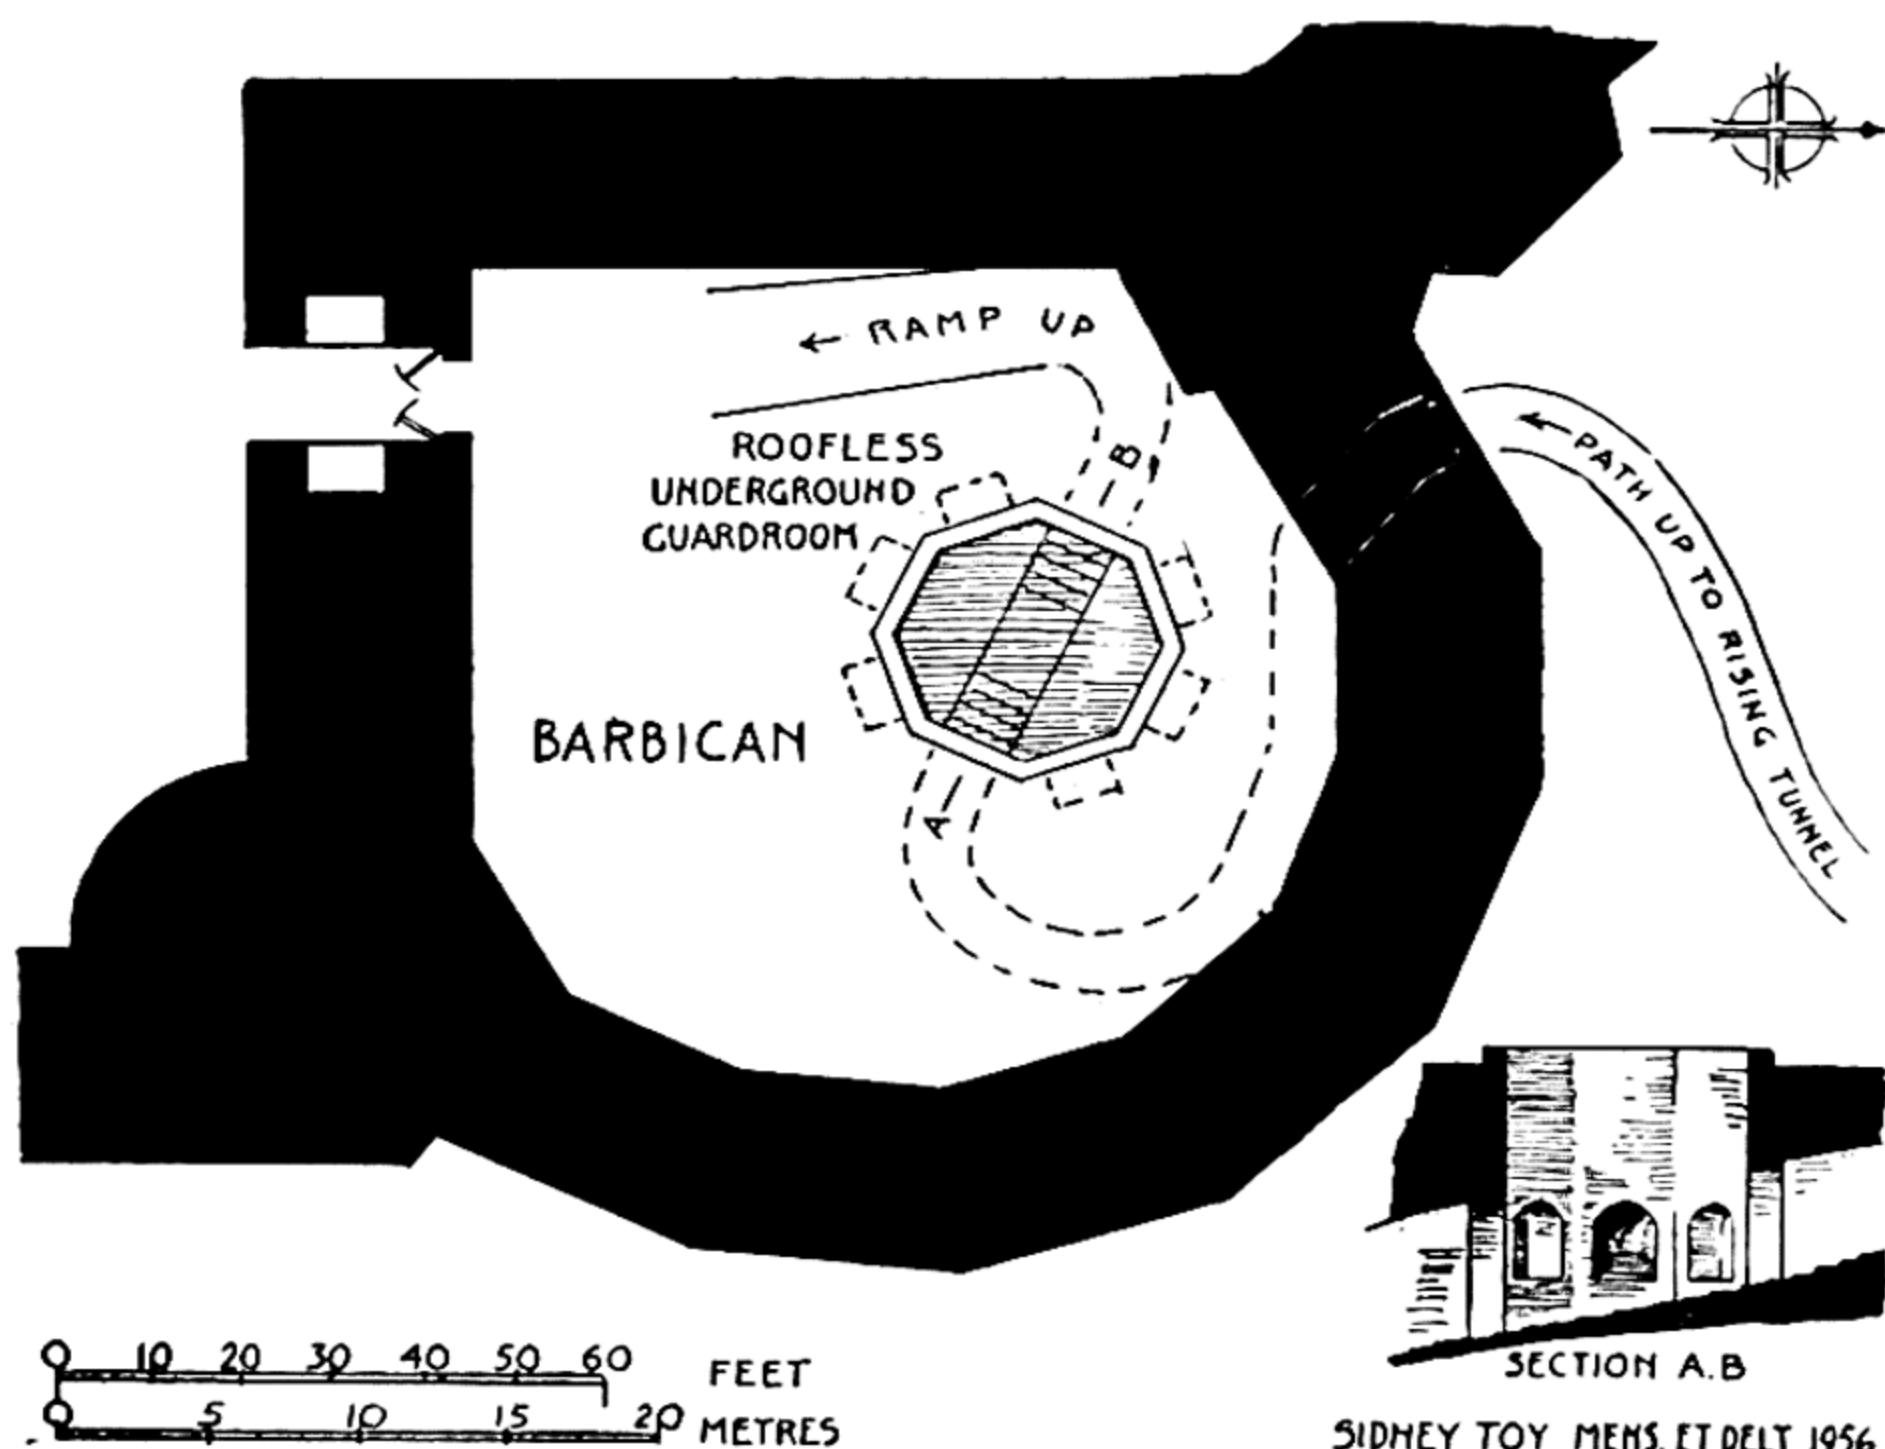 ← RAMP UP
B
ROOFLESS
UNDERGROUND
GUARDROOM
← PATH UP TO RISING TUNNEL
BARBICAN
A
0 10 20 30 40 50 60 FEET
0 5 10 15 20 METRES
SECTION A.B
SIDNEY TOY MENS. ET DELT 1956